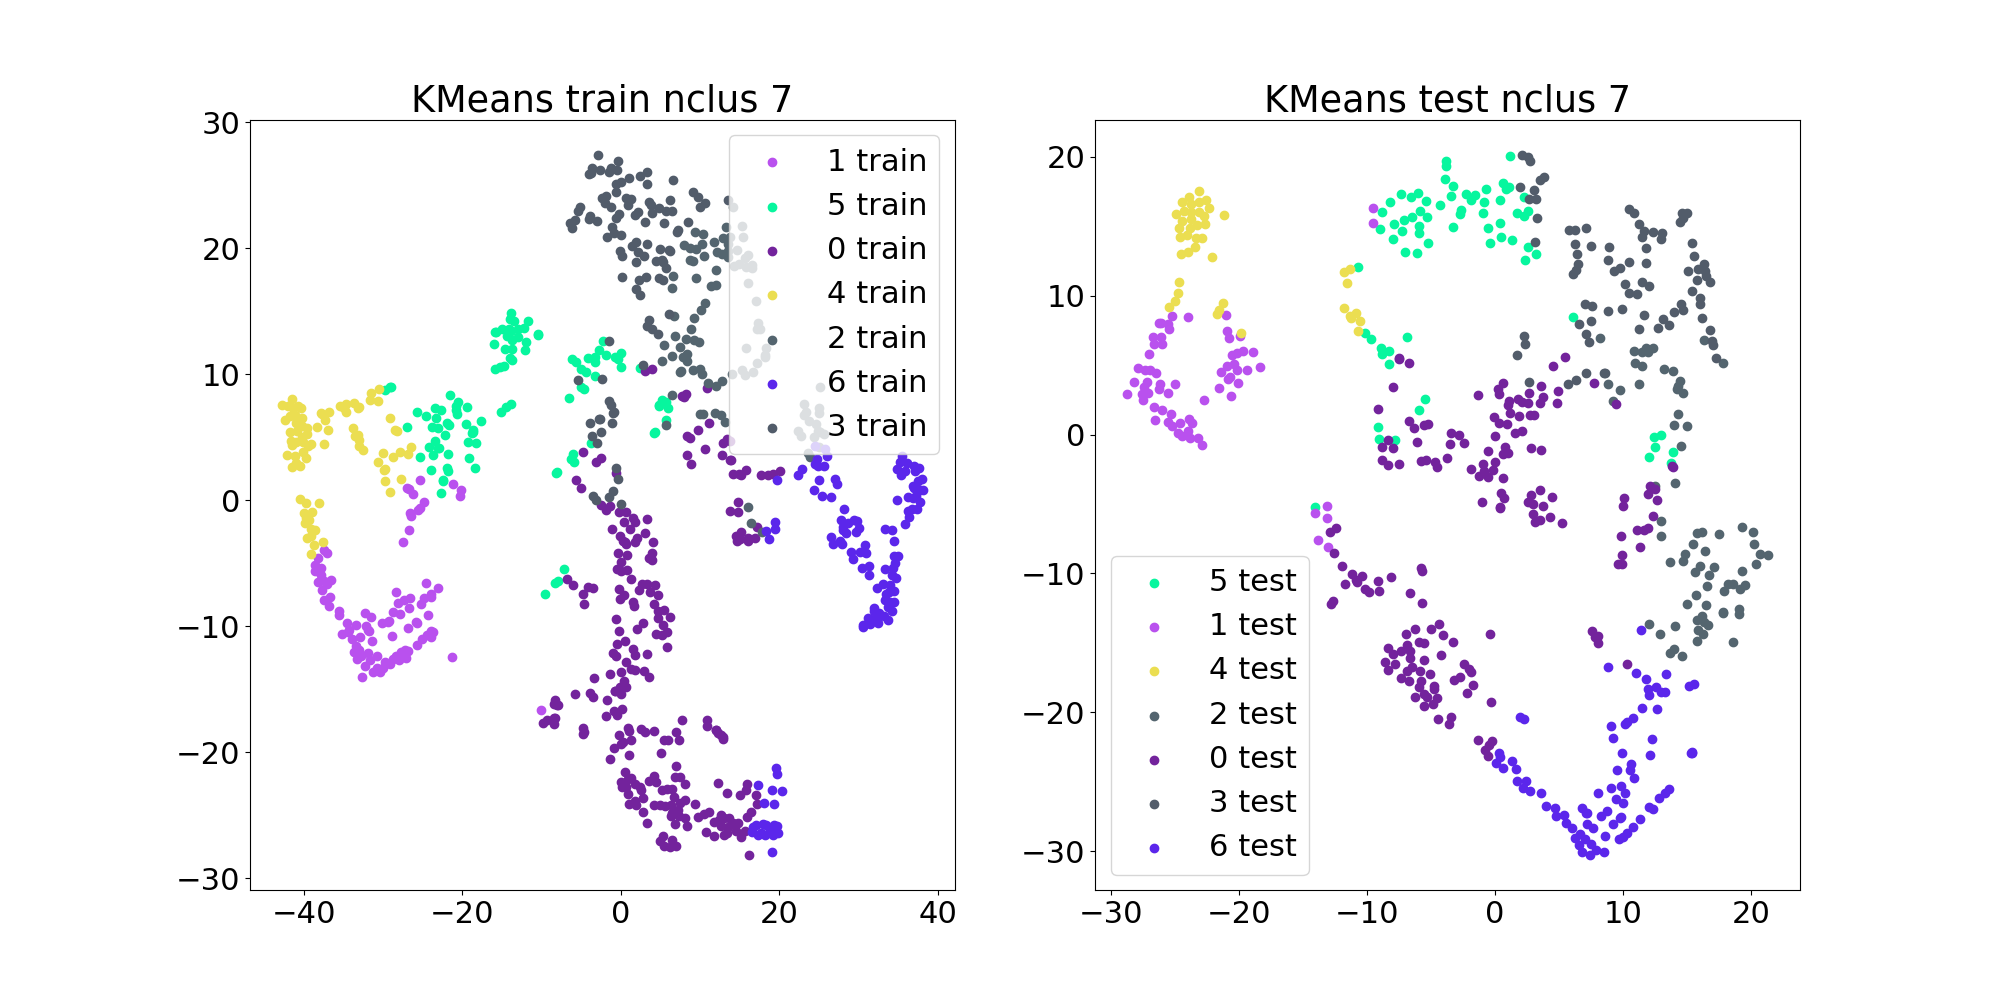 KMeans train nclus 7
30
20
10
0
−10
−20
−30
−40
−20
0
20
40
1 train
5 train
0 train
4 train
2 train
6 train
3 train
KMeans test nclus 7
20
10
0
−10
−20
−30
−30
−20
−10
0
10
20
5 test
1 test
4 test
2 test
0 test
3 test
6 test